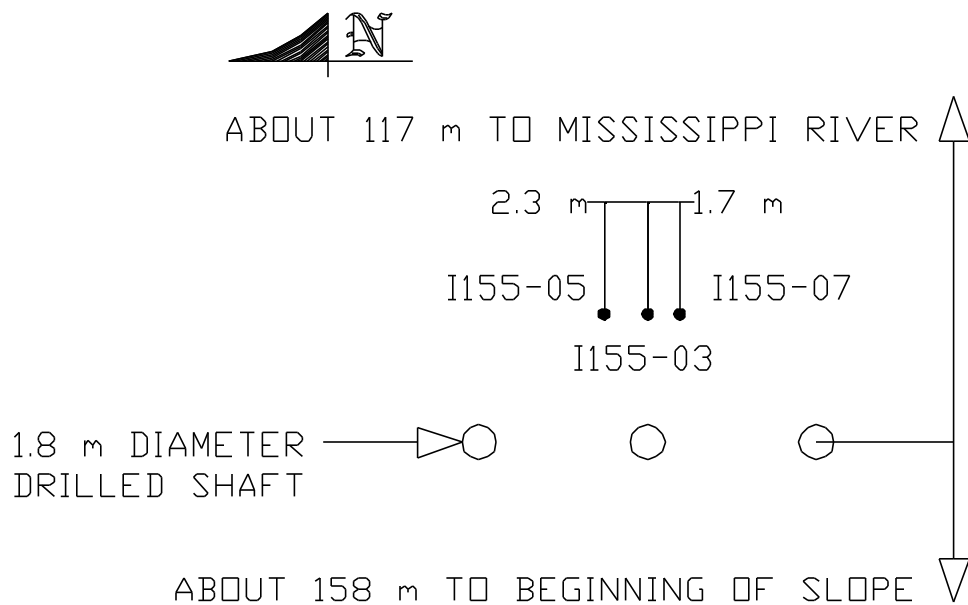 N
ABOUT 117 m TO MISSISSIPPI RIVER
2.3 m 1.7 m
I155-05 I155-07
I155-03
1.8 m DIAMETER
DRILLED SHAFT
ABOUT 158 m TO BEGINNING OF SLOPE